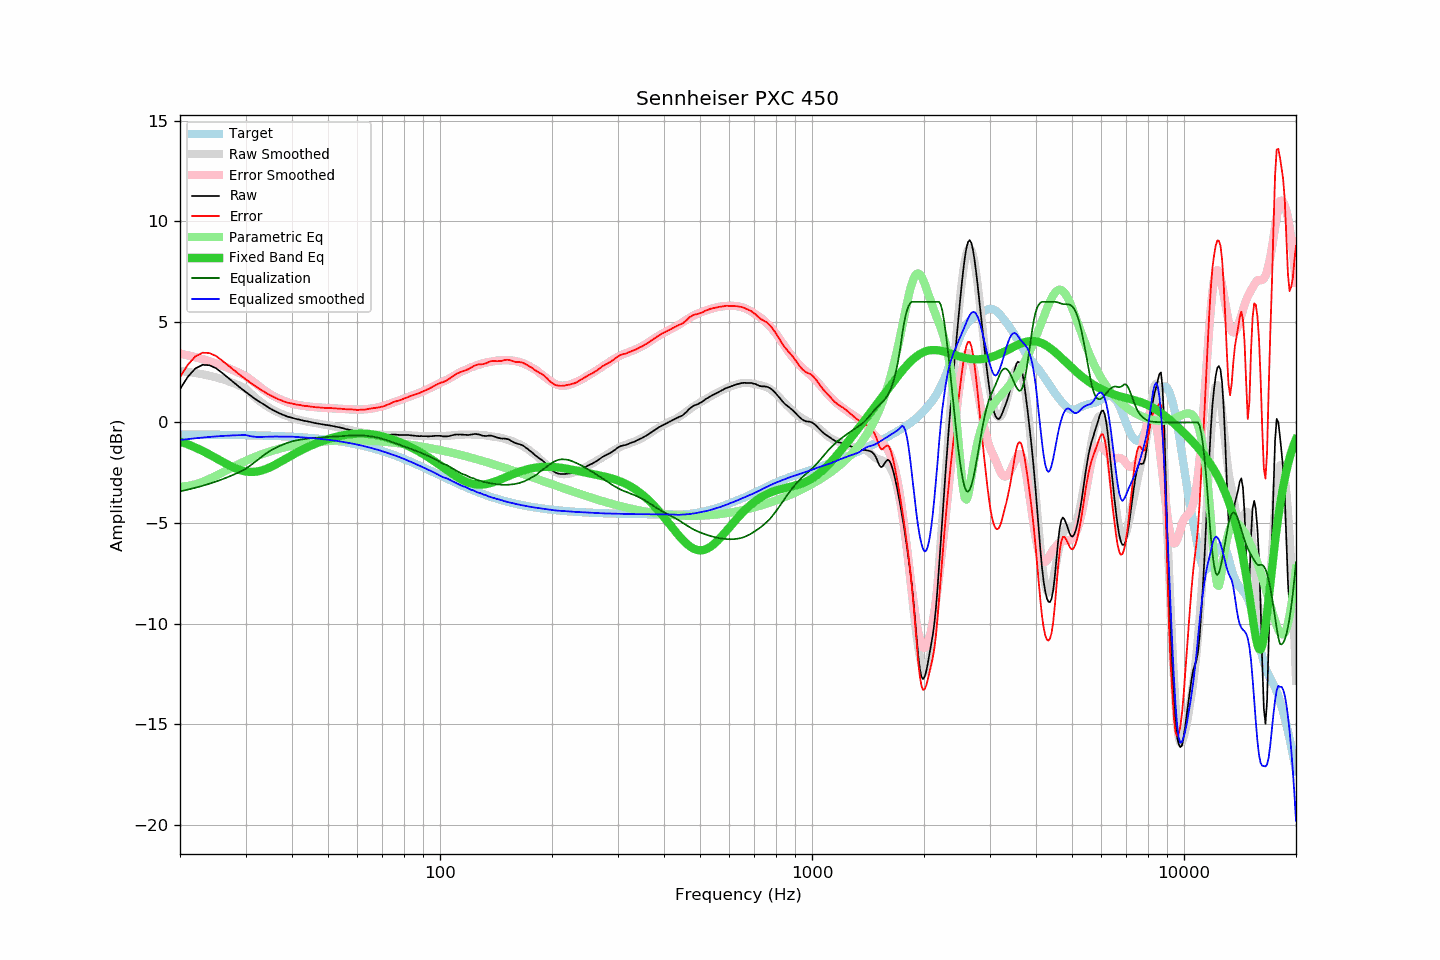 Sennheiser PXC 450
15
10
5
0
−5
−10
−15
−20
Amplitude (dBr)
Target
Raw Smoothed
Error Smoothed
Raw
Error
Parametric Eq
Fixed Band Eq
Equalization
Equalized smoothed
100
1000
10000
Frequency (Hz)